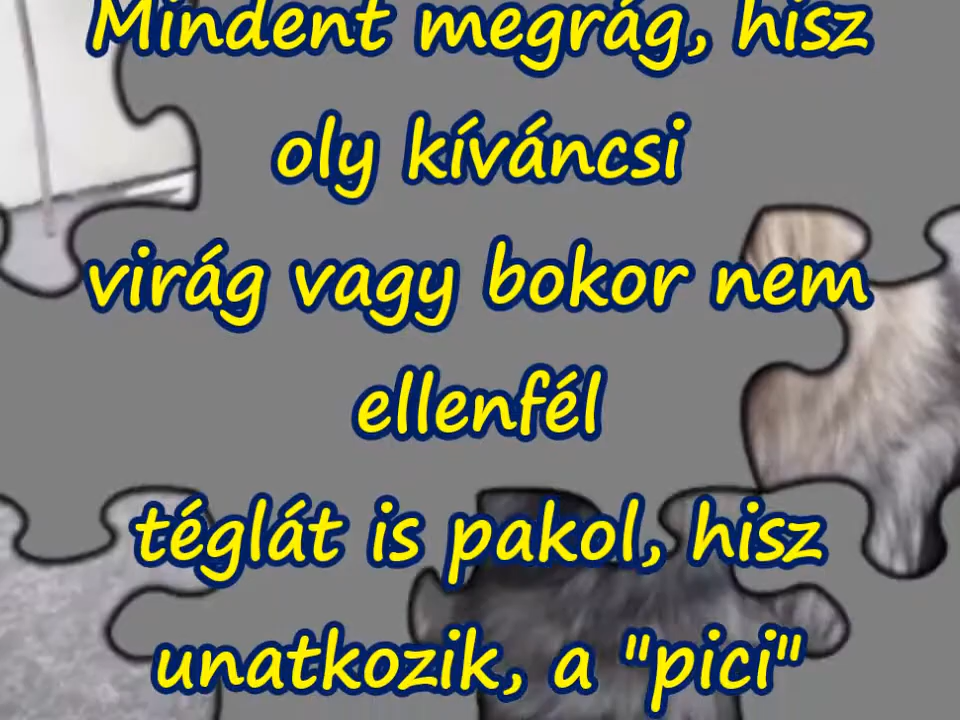 Mindent megrág, hisz
oly kíváncsi
virág vagy bokor nem
ellenfél
téglát is pakol, hisz
unatkozik, a "pici"